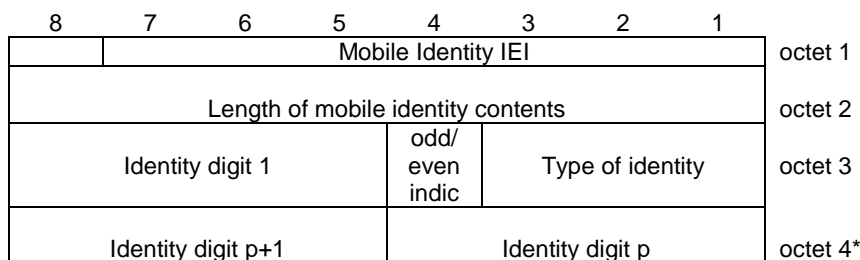 8 7 6 5 4 3 2 1
Mobile Identity IEI octet 1
Length of mobile identity contents octet 2
odd/
Identity digit 1 even Type of identity octet 3
indic
Identity digit p+1 Identity digit p octet 4*